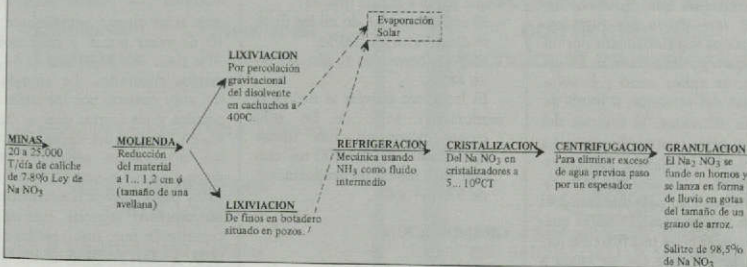 Evaporación
Solar
LIXIVIACION
Por percolación
gravitacional
del disolvente
en cachuchos a
40ºC.
MINAS
20 a 25.000
T/día de caliche
de 7-8% Ley de
Na NO3
MOLIENDA
Reducción
del material
a 1... 1,2 cm ø
(tamaño de una
avellana)
LIXIVIACION
De finos en botadero
situado en pozos.
REFRIGERACION
Mecánica usando
NH3 como fluido
intermedio
CRISTALIZACION
Del Na NO3 en
cristalizadores a
5... 10ºCT
CENTRIFUGACION
Para eliminar exceso
de agua previos paso
por un espesador
GRANULACION
El Na2 NO3 se
funde en hornos y
se lanza en forma
de lluvia en gotas
del tamaño de un
grano de arroz.
Salitre de 98,5%
de Na NO3